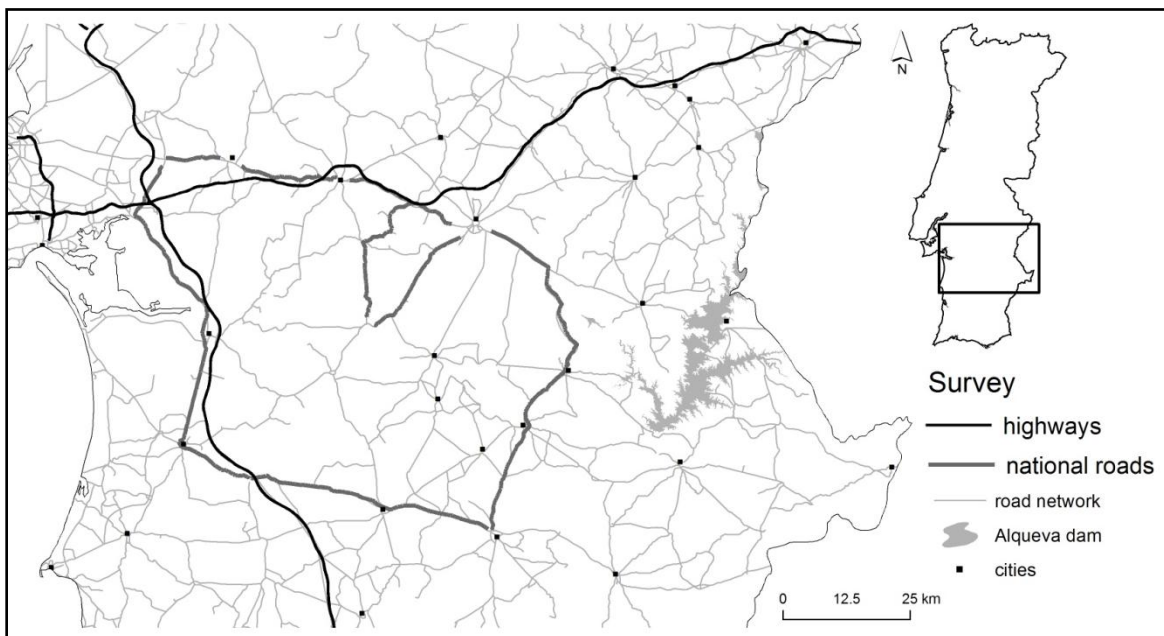 N
Survey
highways
national roads
road network
Alqueva dam
cities
0 12.5 25 km